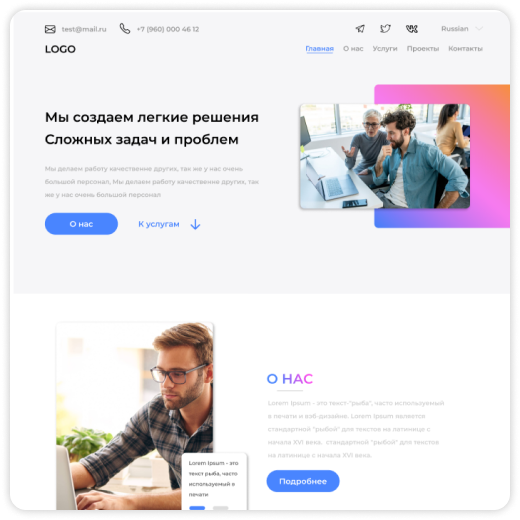 test@mail.ru +7 (960) 000 46 12 Russian
LOGO Главная О нас Услуги Проекты Контакты
Мы создаем легкие решения
Сложных задач и проблем
Мы делаем работу качественне других, так же у нас очень
большой персонал, Мы делаем работу качественне других, так
же у нас очень большой персонал
О нас К услугам
О НАС
Lorem Ipsum - это текст-"рыба", часто используемый
в печати и вэб-дизайне. Lorem Ipsum является
стандартной "рыбой" для текстов на латинице с
начала XVI века. стандартной "рыбой" для текстов
на латинице с начала XVI века.
Подробнее
Lorem Ipsum - это
текст рыба, часто
используемый в
печати